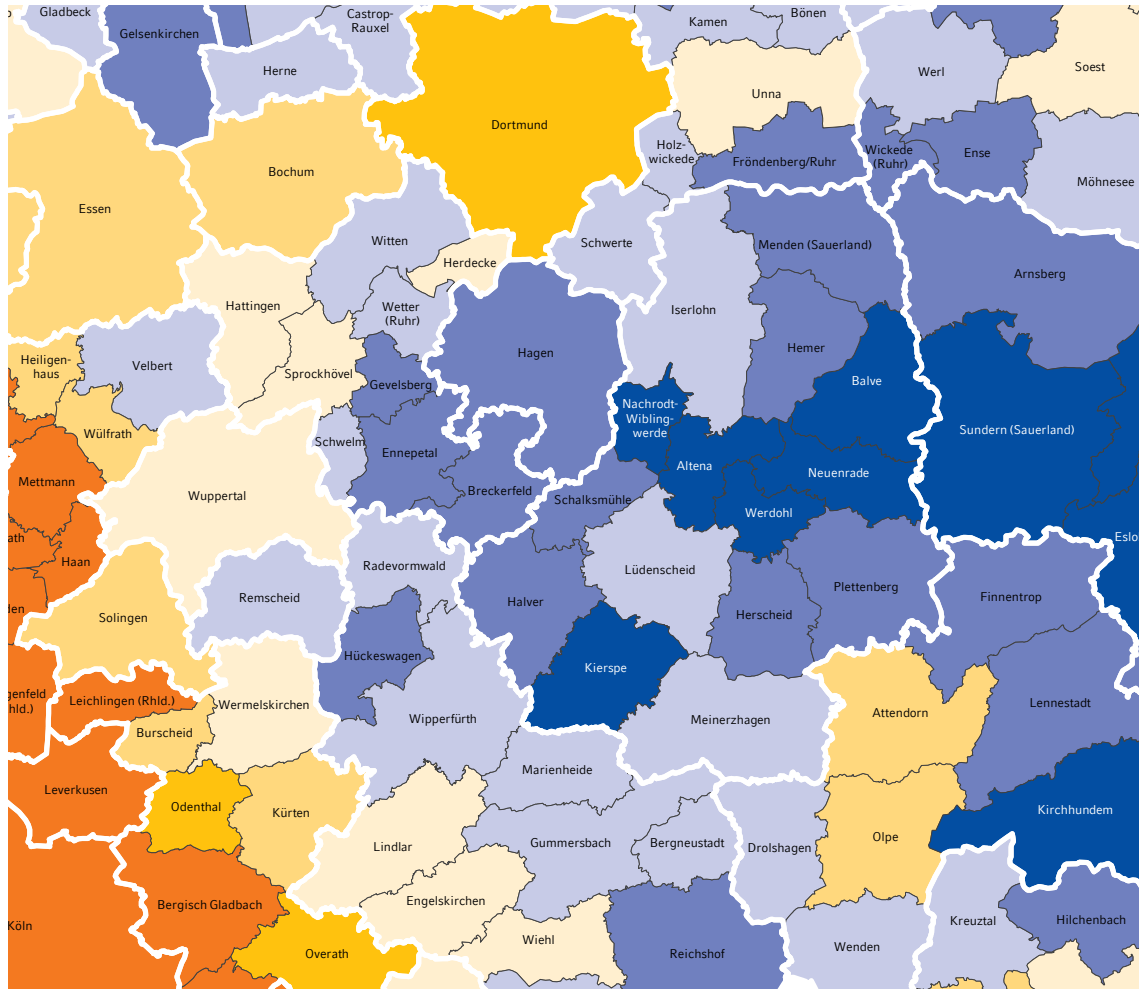 Gladbeck
Castrop-
Rauxel
Kamen
Bönen
Gelsenkirchen
Herne
Werl
Soest
Unna
Dortmund
Holz-
wickede
Fröndenberg/Ruhr
Wickede
(Ruhr)
Ense
Bochum
Möhnesee
Essen
Witten
Schwerte
Menden (Sauerland)
Herdecke
Arnsberg
Hattingen
Wetter
(Ruhr)
Iserlohn
Heiligen-
haus
Velbert
Sprockhövel
Gevelsberg
Hagen
Hemer
Balve
Nachrodt-
Wibling-
werde
Wülfrath
Schwelm
Ennepetal
Sundern (Sauerland)
Altena
Neuenrade
Mettmann
Wuppertal
Breckerfeld
Schalksmühle
Werdohl
ath
Haan
Radevormwald
Lüdenscheid
Eslo
den
Solingen
Remscheid
Halver
Herscheid
Plettenberg
Finnentrop
Hückeswagen
Kierspe
genfeld
hld.)
Leichlingen (Rhld.)
Wermelskirchen
Wipperfürth
Meinerzhagen
Attendorn
Lennestadt
Burscheid
Marienheide
Leverkusen
Odenthal
Kürten
Kirchhundem
Lindlar
Gummersbach
Bergneustadt
Drolshagen
Olpe
Bergisch Gladbach
Engelskirchen
Köln
Kreuztal
Hilchenbach
Overath
Wiehl
Reichshof
Wenden